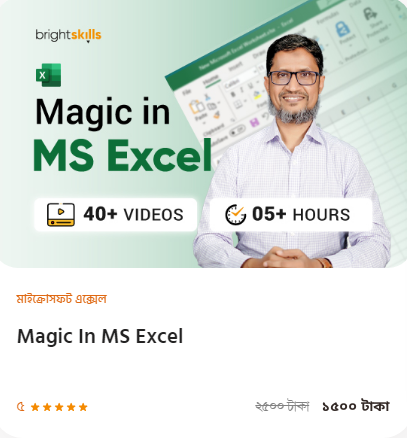 brightskills
Magic in
MS Excel
40+ VIDEOS
05+ HOURS
মাইক্রোসফট এক্সেল
Magic In MS Excel
৫ ★★★★★
২৫০০ টাকা ১৫০০ টাকা